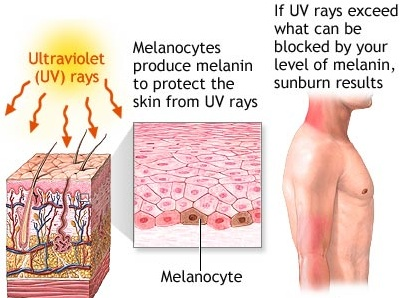 Ultraviolet
(UV) rays
Melanocytes
produce melanin
to protect the
skin from UV rays
If UV rays exceed
what can be
blocked by your
level of melanin,
sunburn results
Melanocyte